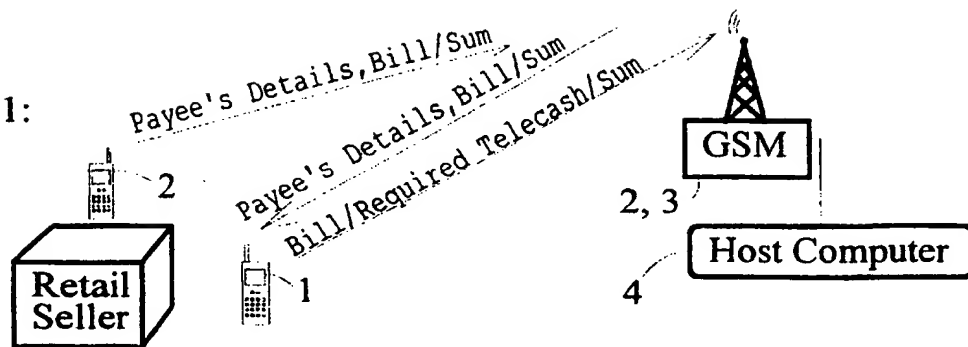 1:
Payee's Details,Bill/Sum
Payee's Details,Bill/Sum
Bill/Required Telecash/Sum
GSM
2
2, 3
Retail
Seller
1
Host Computer
4